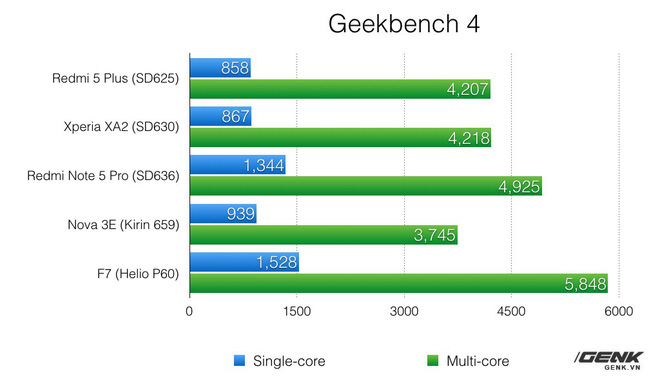 Geekbench 4
Redmi 5 Plus (SD625)
858
4,207
Xperia XA2 (SD630)
867
4,218
Redmi Note 5 Pro (SD636)
1,344
4,925
Nova 3E (Kirin 659)
939
3,745
F7 (Helio P60)
1,528
5,848
0 1500 3000 4500 6000
Single-core Multi-core
GENK
GENK.VN